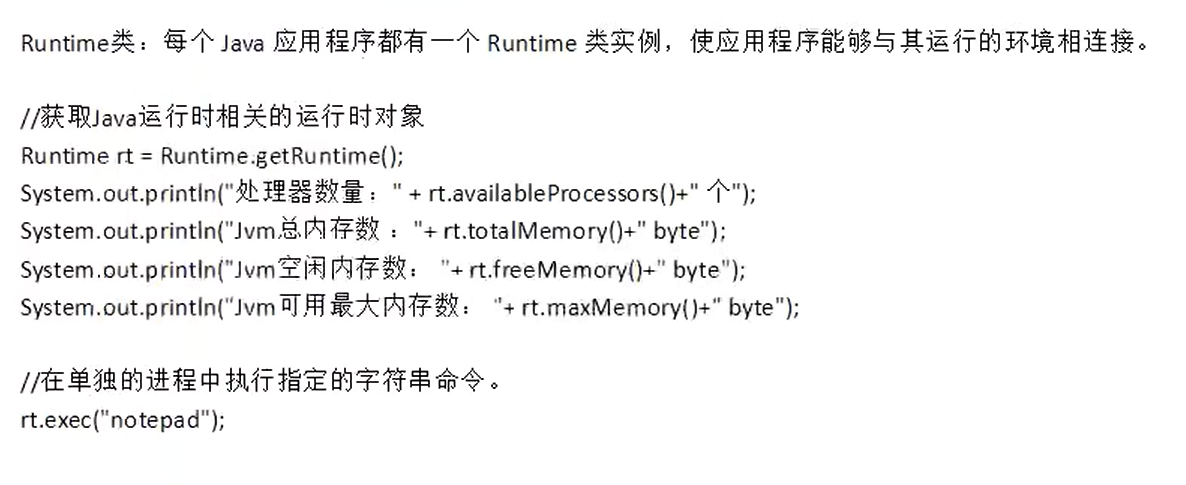 Runtime类：每个 Java 应用程序都有一个 Runtime 类实例，使应用程序能够与其运行的环境相连接。
//获取Java运行时相关的运行时对象
Runtime rt = Runtime.getRuntime();
System.out.println("处理器数量：" + rt.availableProcessors()+" 个");
System.out.println("Jvm总内存数 ："+ rt.totalMemory()+" byte");
System.out.println("Jvm空闲内存数： "+ rt.freeMemory()+" byte");
System.out.println("Jvm可用最大内存数： "+ rt.maxMemory()+" byte");
//在单独的进程中执行指定的字符串命令。
rt.exec("notepad");